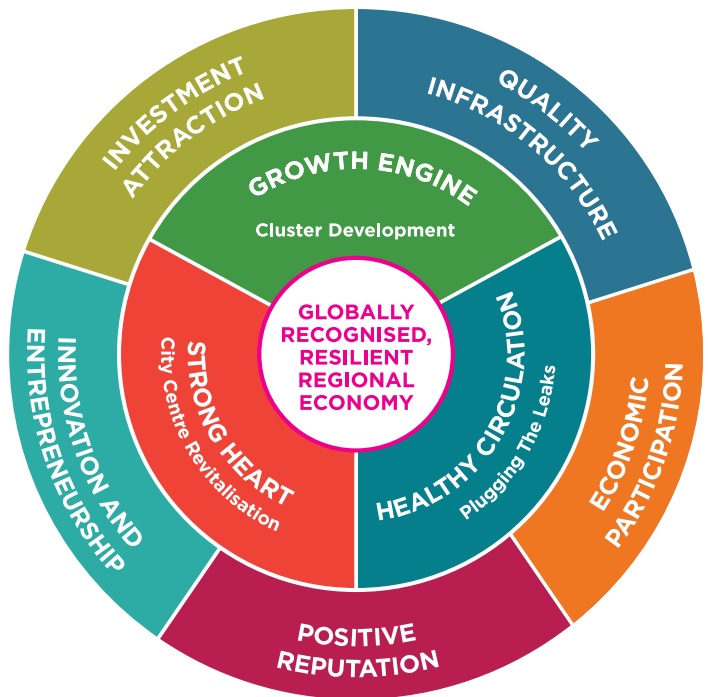 INVESTMENT
ATTRACTION
QUALITY
INFRASTRUCTURE
GROWTH ENGINE
Cluster Development
GLOBALLY
RECOGNISED,
RESILIENT
REGIONAL
ECONOMY
STRONG HEART
City Centre Revitalisation
HEALTHY CIRCULATION
Plugging The Leaks
INNOVATION AND
ENTREPRENEURSHIP
ECONOMIC
PARTICIPATION
POSITIVE
REPUTATION